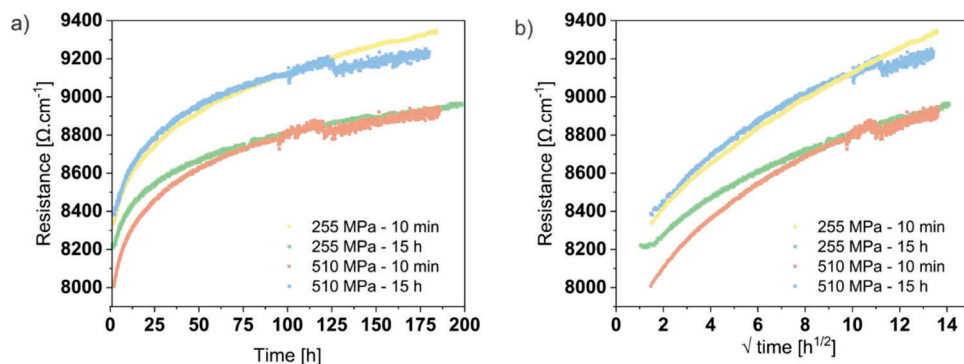 a)
Resistance [Ω.cm⁻¹]
9400
9200
9000
8800
8600
8400
8200
8000
255 MPa - 10 min
255 MPa - 15 h
510 MPa - 10 min
510 MPa - 15 h
0 25 50 75 100 125 150 175 200
Time [h]
b)
Resistance [Ω.cm⁻¹]
9400
9200
9000
8800
8600
8400
8200
8000
255 MPa - 10 min
255 MPa - 15 h
510 MPa - 10 min
510 MPa - 15 h
0 2 4 6 8 10 12 14
√ time [h^1/2]